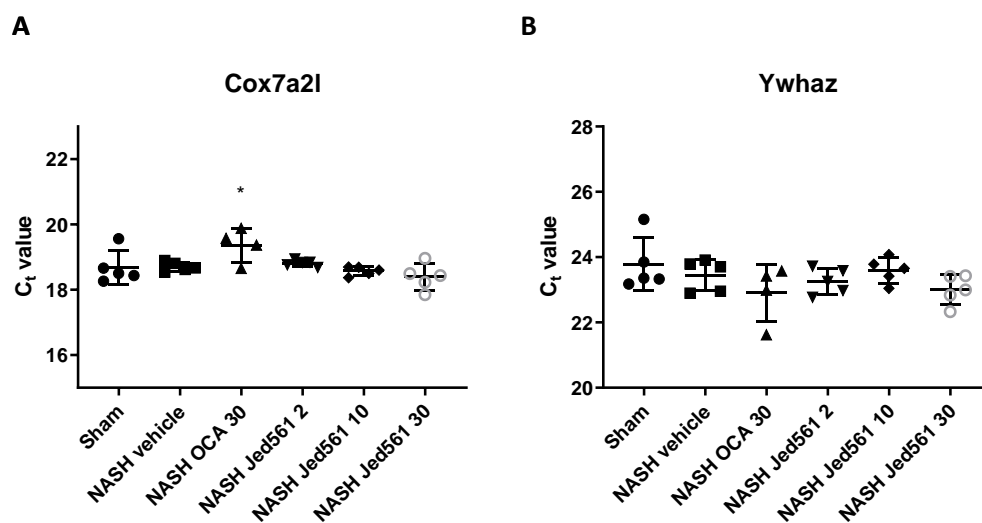 A
Cox7a2l
Ct value
22
20
18
16
*
Sham
NASH vehicle
NASH OCA 30
NASH Jed561 2
NASH Jed561 10
NASH Jed561 30
B
Ywhaz
Ct value
28
26
24
22
20
Sham
NASH vehicle
NASH OCA 30
NASH Jed561 2
NASH Jed561 10
NASH Jed561 30